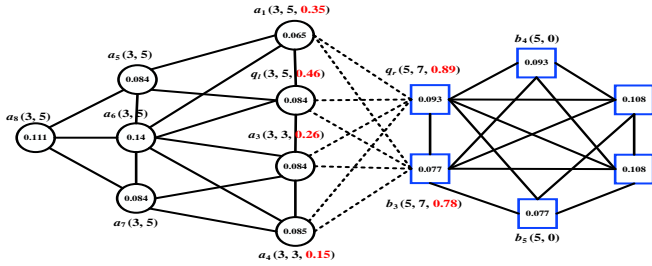 a₁(3, 5, 0.35)
0.065
a₅(3, 5)
0.084
qₗ(3, 5, 0.46)
0.084
a₈(3, 5)
0.111
a₆(3, 5)
0.14
a₃(3, 3, 0.26)
0.084
0.084
a₇(3, 5)
0.085
a₄(3, 3, 0.15)
b₄(5, 0)
0.093
qᵣ(5, 7, 0.89)
0.093
0.108
0.077
0.108
b₃(5, 7, 0.78)
0.077
b₅(5, 0)